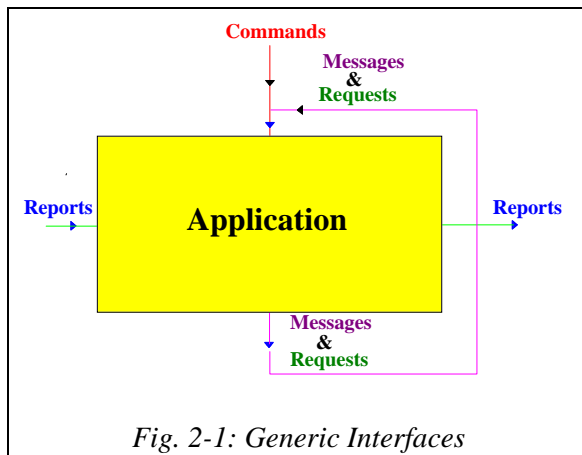 Commands
Messages
&
Requests
Reports
Application
Reports
Messages
&
Requests
Fig. 2-1: Generic Interfaces